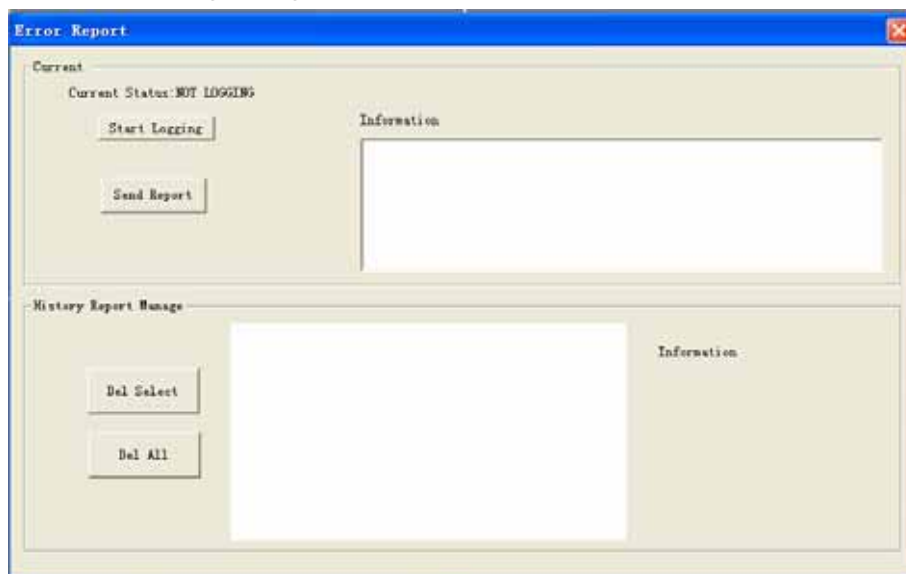 Error Report
Current
Current Status:NOT LOGGING
Start Logging
Information
Send Report
History Report Manage
Information
Del Select
Del All